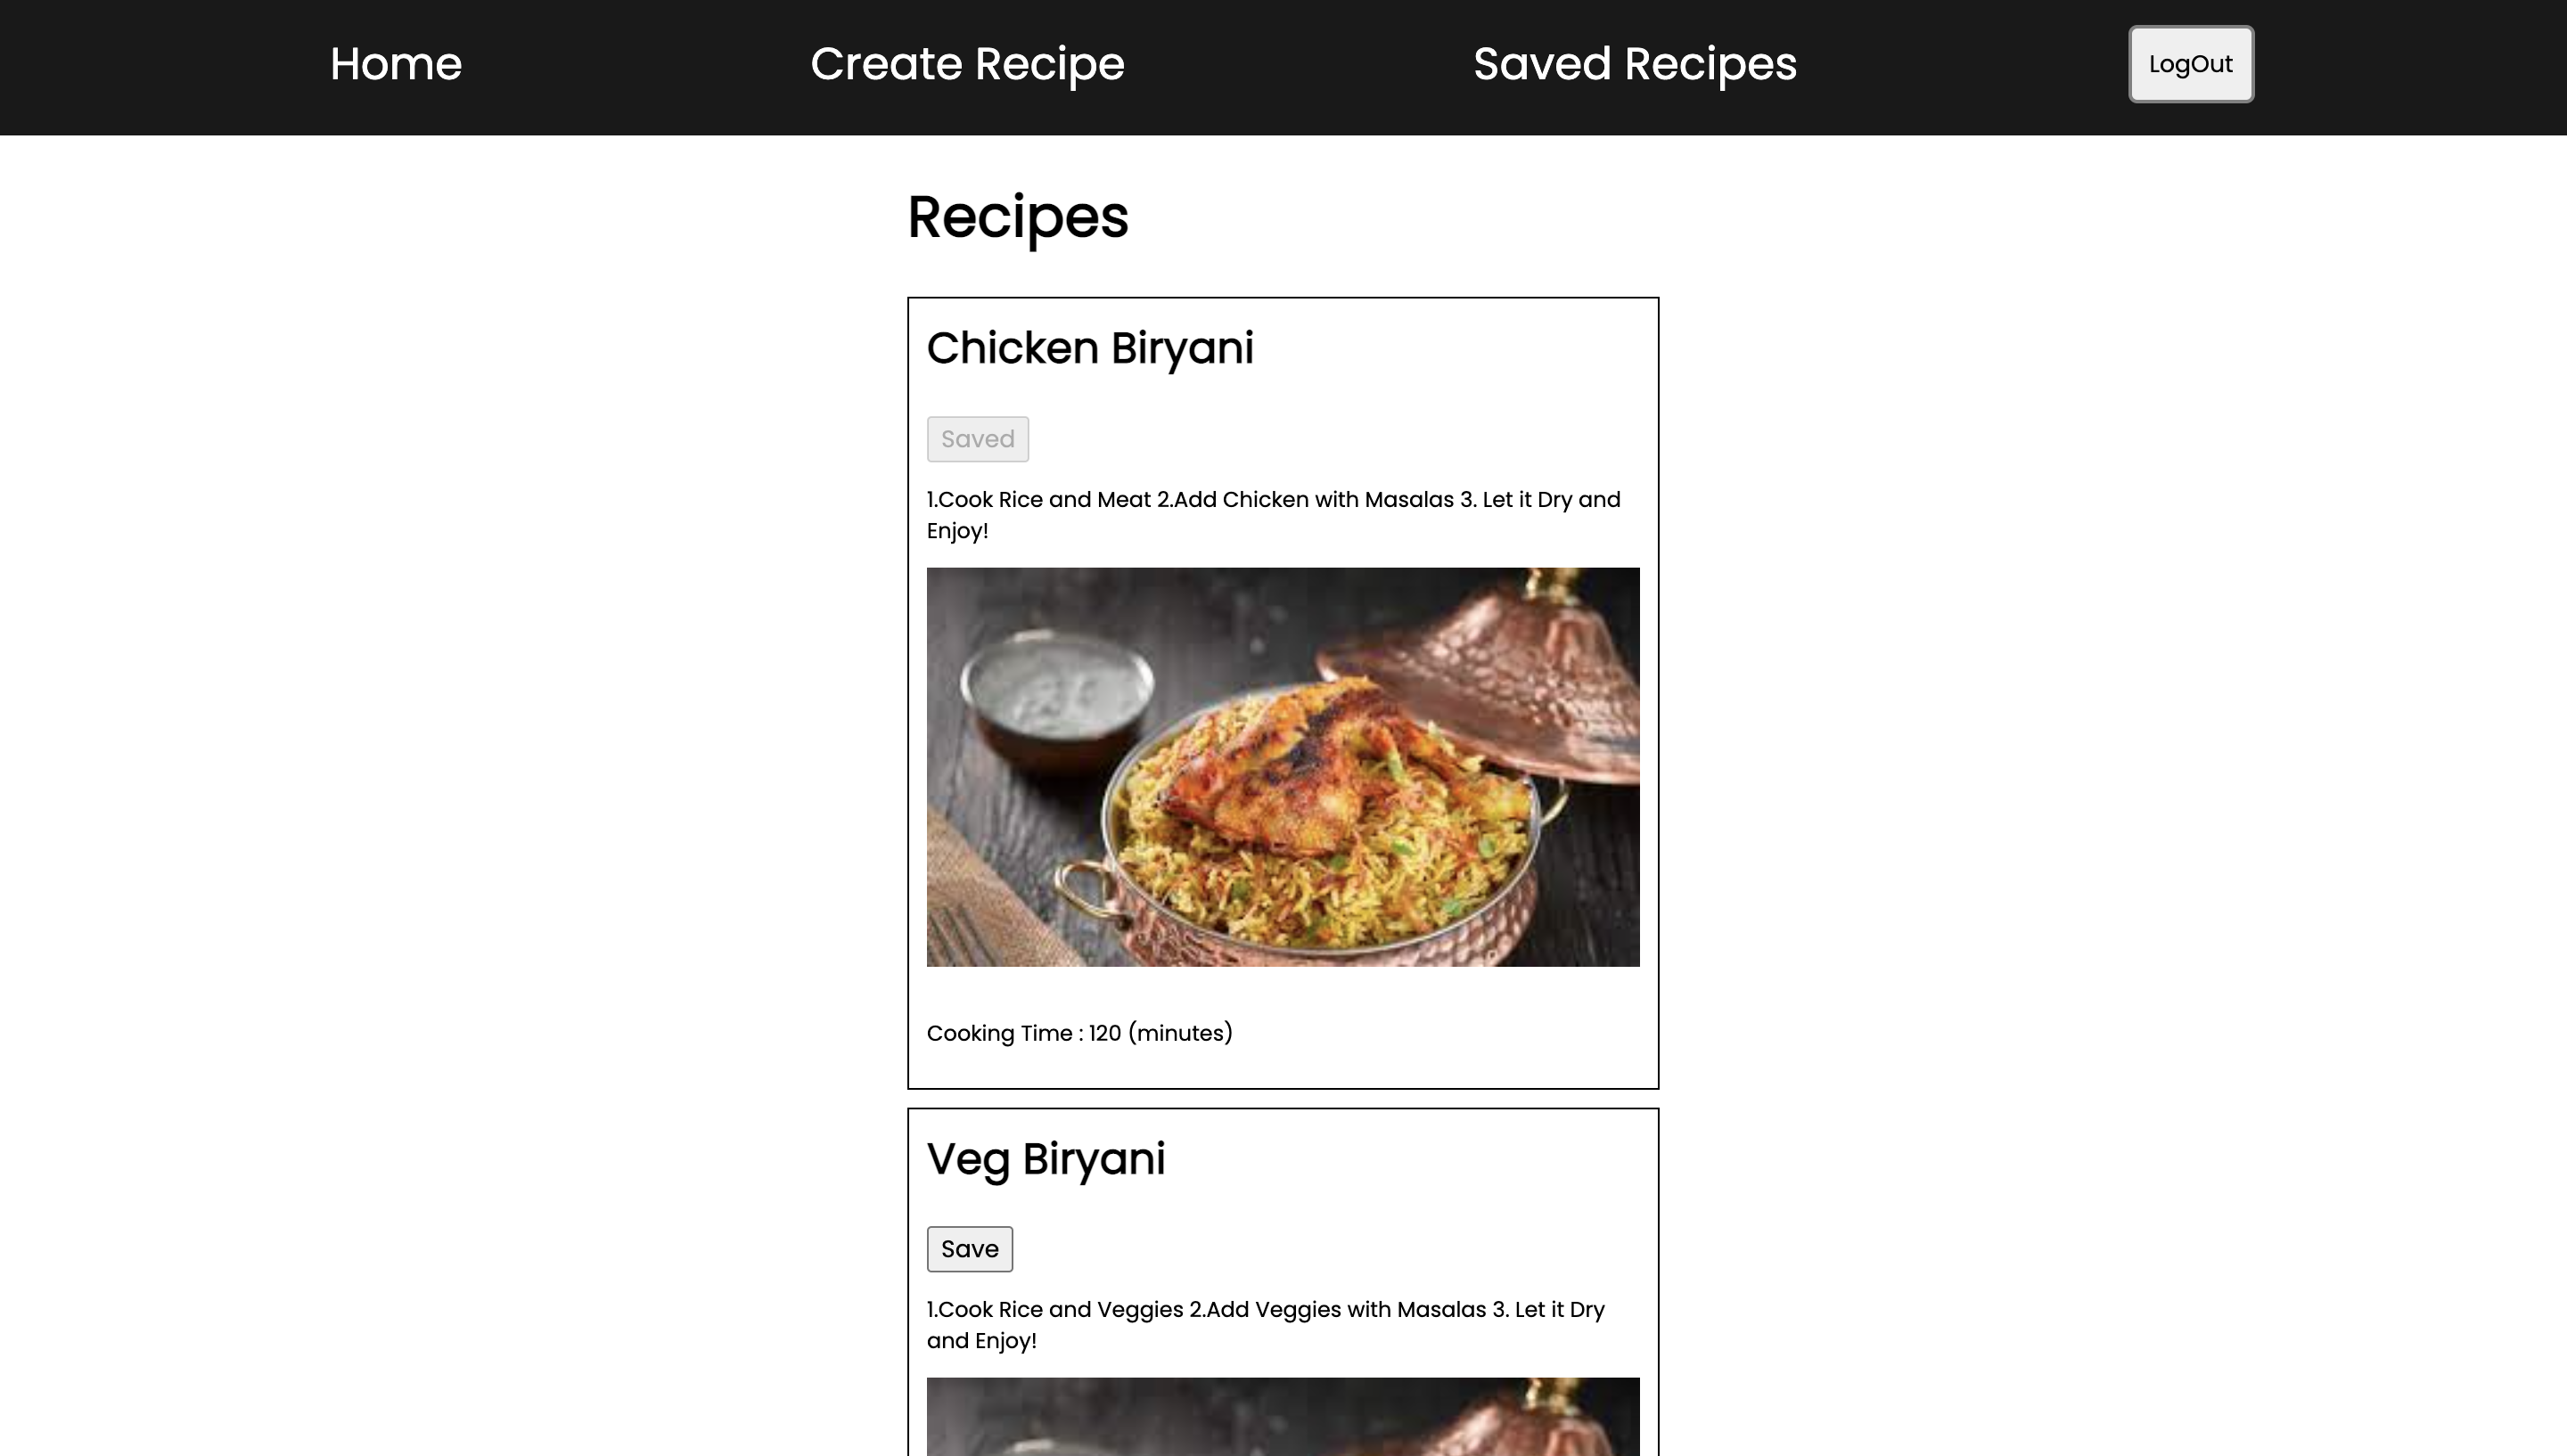 Home Create Recipe Saved Recipes LogOut
Recipes
Chicken Biryani
Saved
1.Cook Rice and Meat 2.Add Chicken with Masalas 3. Let it Dry and
Enjoy!
Cooking Time : 120 (minutes)
Veg Biryani
Save
1.Cook Rice and Veggies 2.Add Veggies with Masalas 3. Let it Dry
and Enjoy!